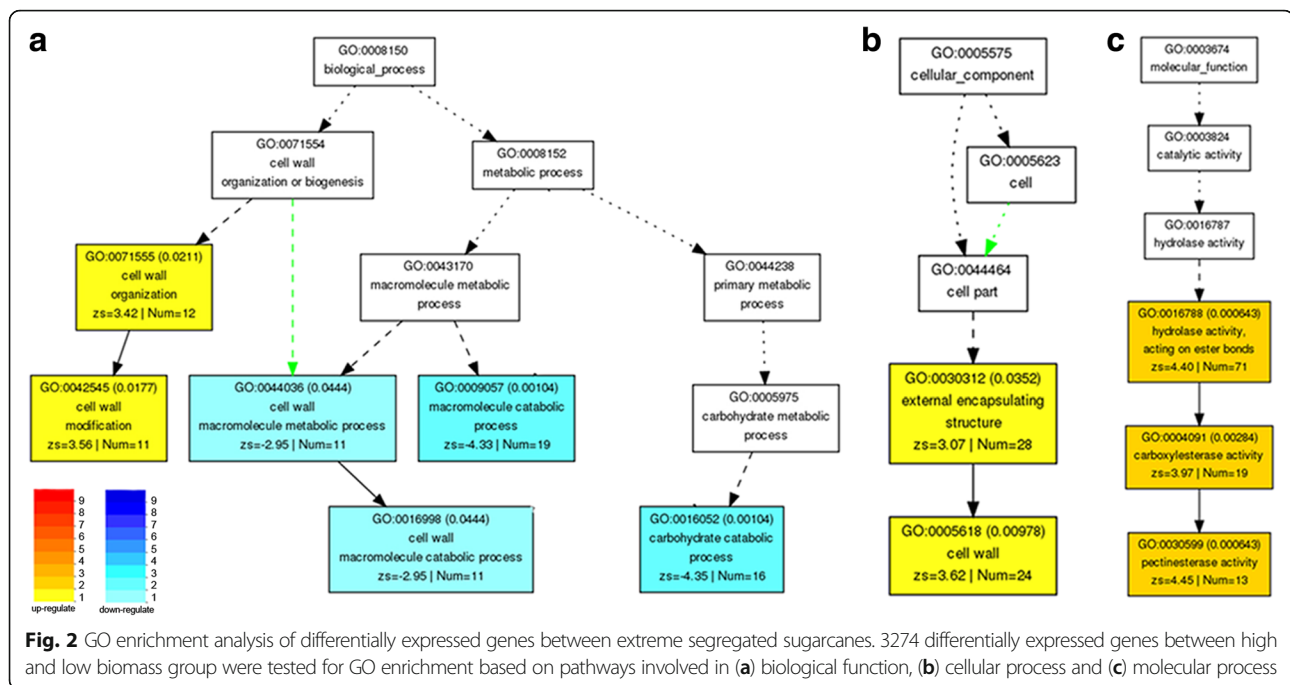 a
GO:0008150
biological_process
GO:0071554
cell wall
organization or biogenesis
GO:0008152
metabolic process
GO:0071555 (0.0211)
cell wall
organization
zs=3.42 | Num=12
GO:0043170
macromolecule metabolic
process
GO:0044238
primary metabolic
process
GO:0042545 (0.0177)
cell wall
modification
zs=3.56 | Num=11
GO:0044036 (0.0444)
cell wall
macromolecule metabolic process
zs=-2.95 | Num=11
GO:0009057 (0.00104)
macromolecule catabolic
process
zs=-4.33 | Num=19
GO:0005975
carbohydrate metabolic
process
GO:0016998 (0.0444)
cell wall
macromolecule catabolic process
zs=-2.95 | Num=11
GO:0016052 (0.00104)
carbohydrate catabolic
process
zs=-4.35 | Num=16
9
8
7
6
5
4
3
2
1
up-regulate
9
8
7
6
5
4
3
2
1
down-regulate
b
GO:0005575
cellular_component
GO:0005623
cell
GO:0044464
cell part
GO:0030312 (0.0352)
external encapsulating
structure
zs=3.07 | Num=28
GO:0005618 (0.00978)
cell wall
zs=3.62 | Num=24
c
GO:0003674
molecular_function
GO:0003824
catalytic activity
GO:0016787
hydrolase activity
GO:0016788 (0.000643)
hydrolase activity,
acting on ester bonds
zs=4.40 | Num=71
GO:0004091 (0.00284)
carboxylesterase activity
zs=3.97 | Num=19
GO:0030599 (0.000643)
pectinesterase activity
zs=4.45 | Num=13
Fig. 2 GO enrichment analysis of differentially expressed genes between extreme segregated sugarcanes. 3274 differentially expressed genes between high
and low biomass group were tested for GO enrichment based on pathways involved in (a) biological function, (b) cellular process and (c) molecular process